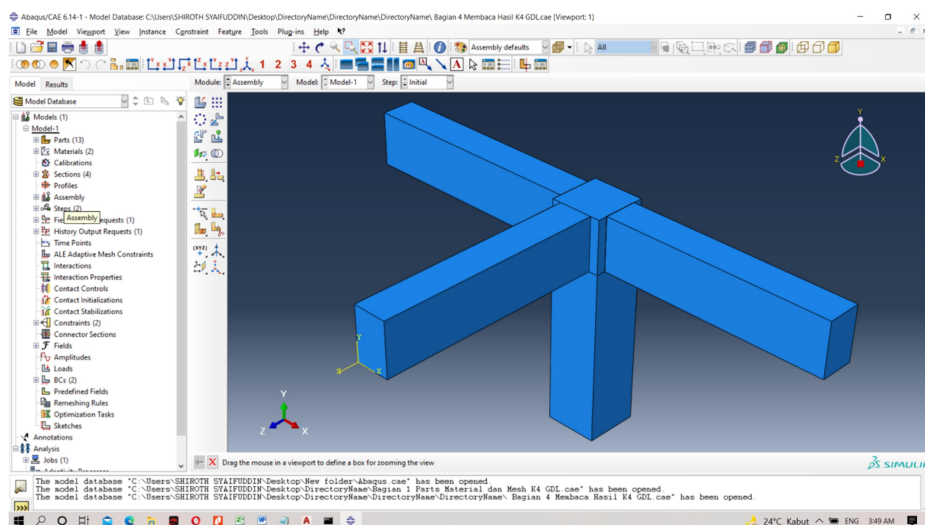 Abaqus/CAE 6.14-1 - Model Database: C:\Users\SHIROTH SYAIFUDDIN\Desktop\DirectoryName\DirectoryName\DirectoryName\ Bagian 4 Membaca Hasil K4 GDL.cae [Viewport: 1]
File Model Viewport View Instance Constraint Feature Tools Plug-ins Help
Assembly defaults All
1 2 3 4 A
Model Results Module: Assembly Model: Model-1 Step: Initial
Model Database
Models (1)
Model-1
Parts (13)
Materials (2)
Calibrations
Sections (4)
Profiles
Assembly
Steps (2)
Assembly
equests (1)
History Output Requests (1)
Time Points
ALE Adaptive Mesh Constraints
Interactions
Interaction Properties
Contact Controls
Contact Initializations
Contact Stabilizations
Constraints (2)
Connector Sections
Fields
Amplitudes
Loads
BCs (2)
Predefined Fields
Remeshing Rules
Optimization Tasks
Sketches
Annotations
Analysis
Jobs (1)
(XYZ)
Y
Z X
Y
X
Y
Z X
Drag the mouse in a viewport to define a box for zooming the view
SIMULIA
The model database "C:\Users\SHIROTH SYAIFUDDIN\Desktop\New folder\Abaqus.cae" has been opened.
The model database "C:\Users\SHIROTH SYAIFUDDIN\Desktop\DirectoryName\Bagian 1 Parts Material dan Mesh K4 GDL.cae" has been opened.
The model database "C:\Users\SHIROTH SYAIFUDDIN\Desktop\DirectoryName\DirectoryName\DirectoryName\ Bagian 4 Membaca Hasil K4 GDL.cae" has been opened.
24°C Kabut ENG 3:49 AM